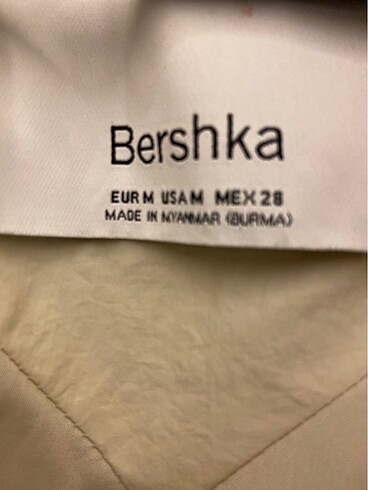 Bershka
EUR M USA M MEX 28
MADE IN MYANMAR (BURMA)